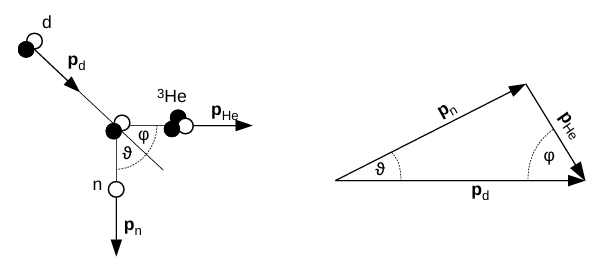 d
p_d
³He
p_He
φ
ϑ
n
p_n
p_n
p_He
ϑ
φ
p_d